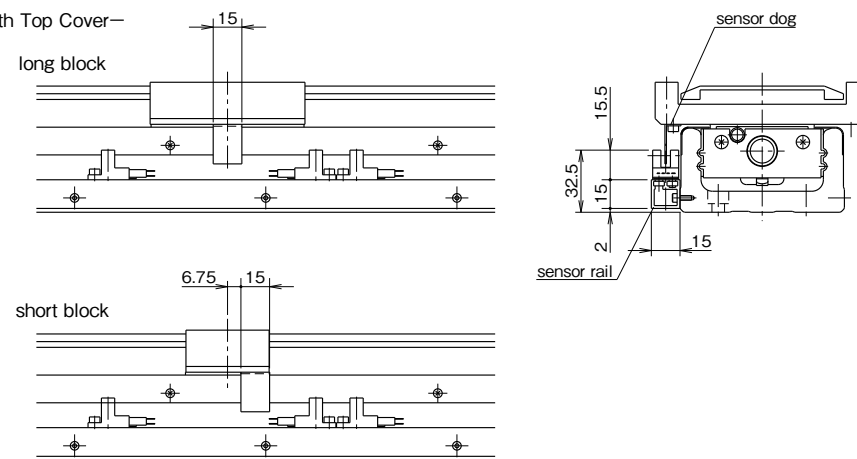 th Top Cover−
15
sensor dog
long block
15.5
32.5
15
2
15
sensor rail
6.75
15
short block